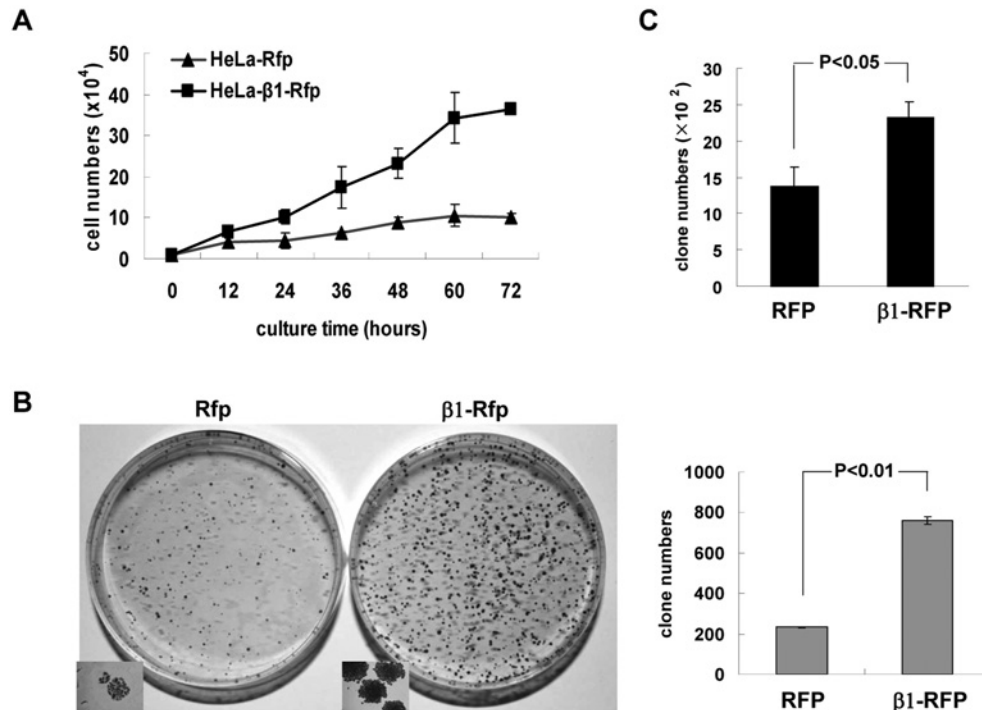 A
cell numbers (x10⁴)
50
40
30
20
10
0
HeLa-Rfp
HeLa-β1-Rfp
0 12 24 36 48 60 72
culture time (hours)
C
clone numbers (×10²)
30
25
20
15
10
5
0
P<0.05
RFP β1-RFP
B
Rfp β1-Rfp
clone numbers
1000
800
600
400
200
0
P<0.01
RFP β1-RFP